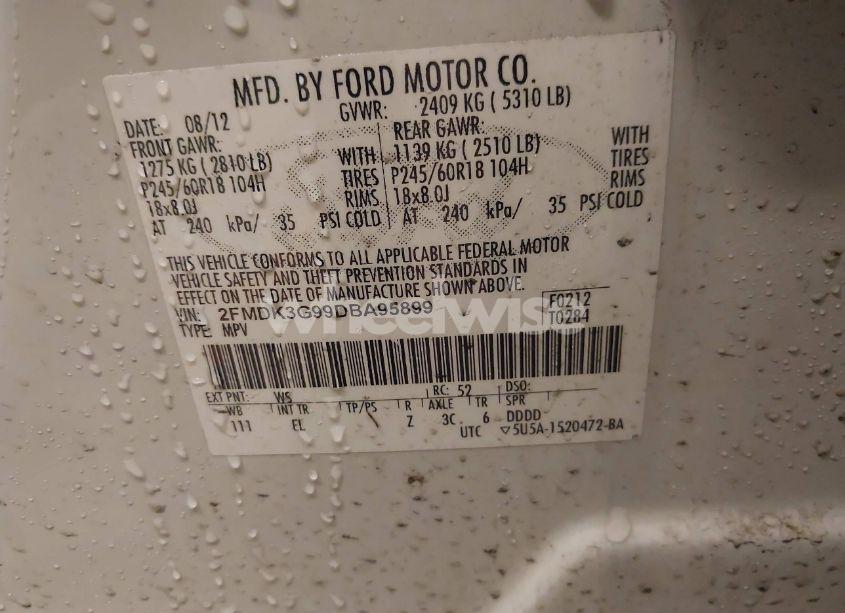 MFD. BY FORD MOTOR CO.
DATE: 08/12 GVWR: 2409 KG ( 5310 LB)
FRONT GAWR: REAR GAWR:
1275 KG ( 2810 LB) WITH 1139 KG ( 2510 LB) WITH
P245/60R18 104H TIRES P245/60R18 104H TIRES
18x8.0J RIMS 18x8.0J RIMS
AT 240 kPa/ 35 PSI COLD AT 240 kPa/ 35 PSI COLD
THIS VEHICLE CONFORMS TO ALL APPLICABLE FEDERAL MOTOR
VEHICLE SAFETY AND THEFT PREVENTION STANDARDS IN
EFFECT ON THE DATE OF MANUFACTURE SHOWN ABOVE.
VIN: 2FMDK3G99DBA95899 F0212
TYPE: MPV T0284
wheelwise
EXT PNT: WS RC: 52 DSO:
WB INT TR TP/PS R AXLE TR SPR
111 EL Z 3C 6 DDDD
UTC ▽5U5A-1520472-BA